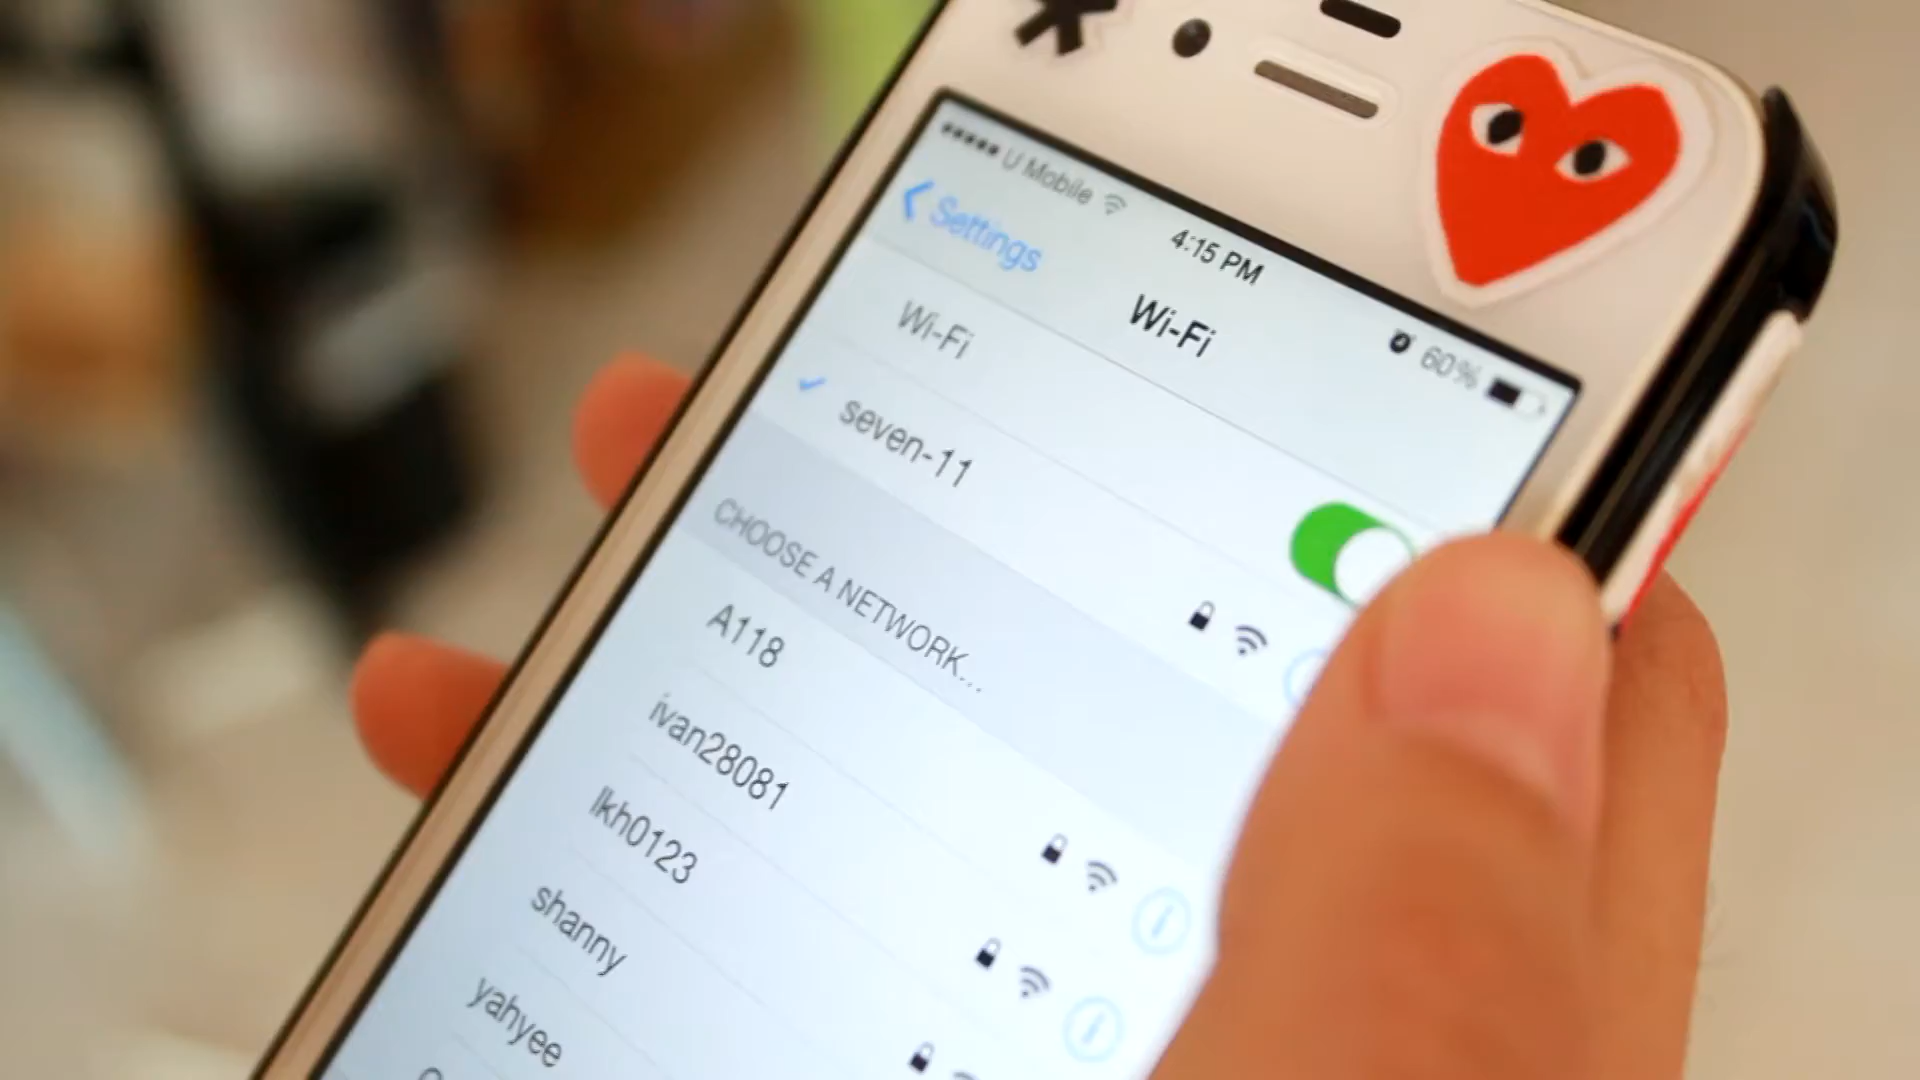 U Mobile
4:15 PM
60%
Settings
Wi-Fi
Wi-Fi
seven-11
CHOOSE A NETWORK...
A118
ivan28081
lkh0123
shanny
yahyee